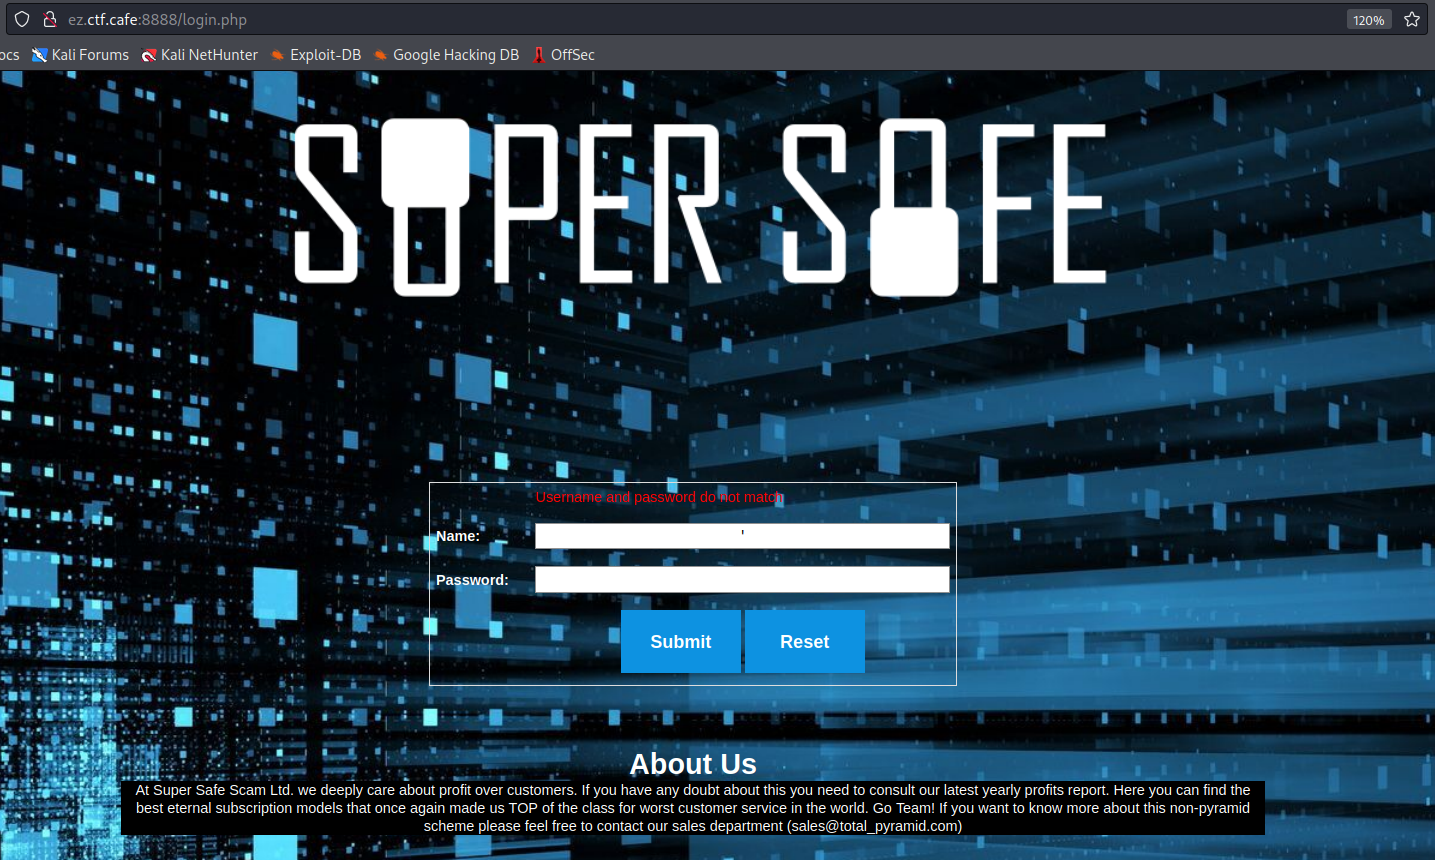 ez.ctf.cafe:8888/login.php 120%
ocs Kali Forums Kali NetHunter Exploit-DB Google Hacking DB OffSec
SUPER SAFE
Username and password do not match
Name: '
Password:
Submit Reset
About Us
At Super Safe Scam Ltd. we deeply care about profit over customers. If you have any doubt about this you need to consult our latest yearly profits report. Here you can find the
best eternal subscription models that once again made us TOP of the class for worst customer service in the world. Go Team! If you want to know more about this non-pyramid
scheme please feel free to contact our sales department (sales@total_pyramid.com)